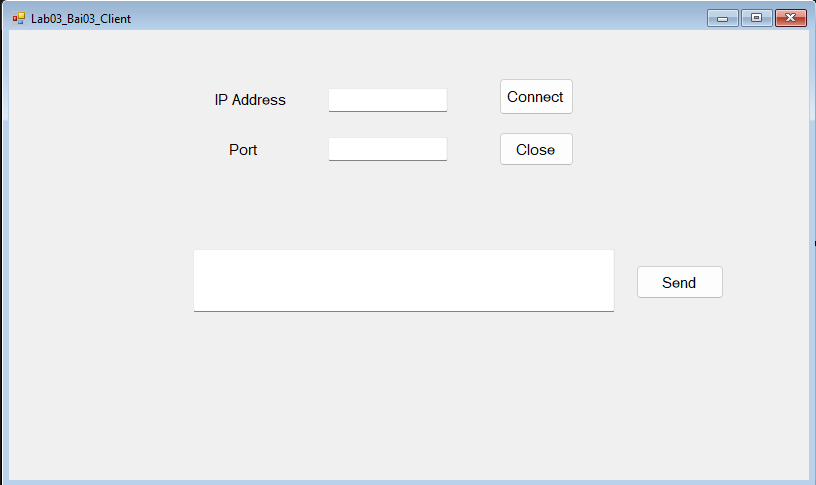 Lab03_Bai03_Client
IP Address
Connect
Port
Close
Send